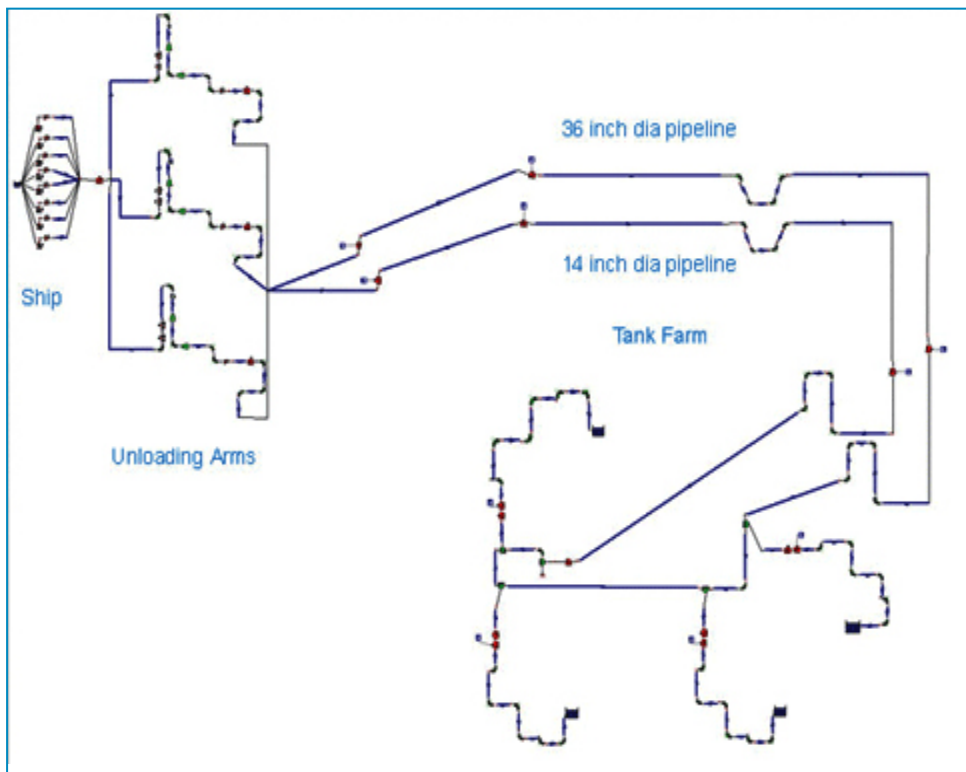 36 inch dia pipeline
14 inch dia pipeline
Ship
Tank Farm
Unloading Arms